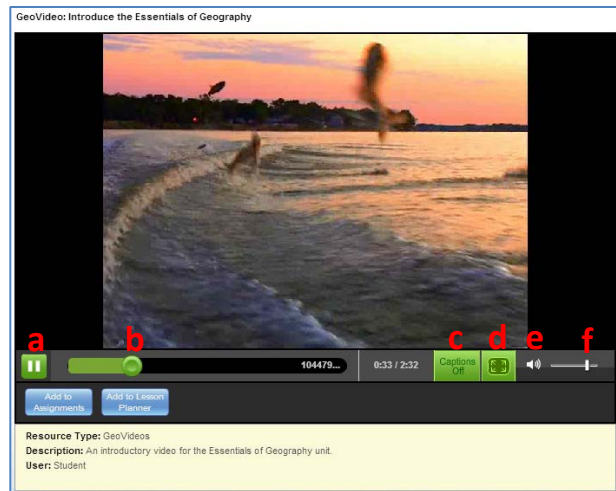 GeoVideo: Introduce the Essentials of Geography
a b c d e f
104479... 0:33 / 2:32 Captions Off
Add to Assignments Add to Lesson Planner
Resource Type: GeoVideos
Description: An introductory video for the Essentials of Geography unit.
User: Student